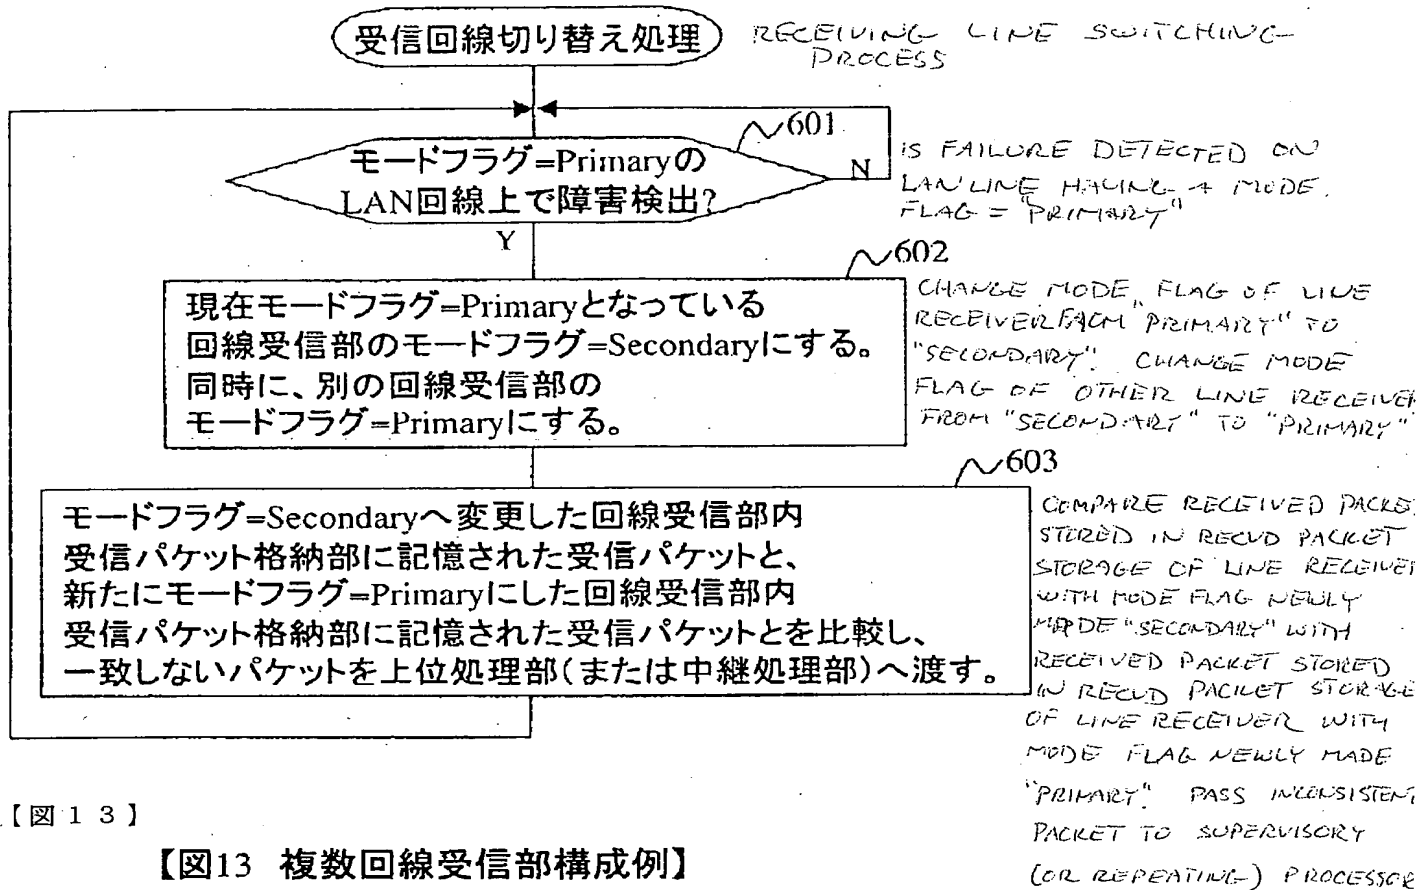 受信回線切り替え処理
RECEIVING LINE SWITCHING
PROCESS
601
モードフラグ=Primaryの
LAN回線上で障害検出?
N
Y
IS FAILURE DETECTED ON
LAN LINE HAVING A MODE
FLAG = "PRIMARY"
602
現在モードフラグ=Primaryとなっている
回線受信部のモードフラグ=Secondaryにする。
同時に、別の回線受信部の
モードフラグ=Primaryにする。
CHANGE MODE FLAG OF LINE
RECEIVER FROM "PRIMARY" TO
"SECONDARY". CHANGE MODE
FLAG OF OTHER LINE RECEIVER
FROM "SECONDARY" TO "PRIMARY"
603
モードフラグ=Secondaryへ変更した回線受信部内
受信パケット格納部に記憶された受信パケットと、
新たにモードフラグ=Primaryにした回線受信部内
受信パケット格納部に記憶された受信パケットとを比較し、
一致しないパケットを上位処理部(または中継処理部)へ渡す。
COMPARE RECEIVED PACKET
STORED IN RECVD PACKET
STORAGE OF LINE RECEIVER
WITH MODE FLAG NEWLY
MADE "SECONDARY" WITH
RECEIVED PACKET STORED
IN RECVD PACKET STORAGE
OF LINE RECEIVER WITH
MODE FLAG NEWLY MADE
"PRIMARY". PASS INCONSISTENT
PACKET TO SUPERVISORY
(OR REPEATING) PROCESSOR
【図13】
【図13 複数回線受信部構成例】